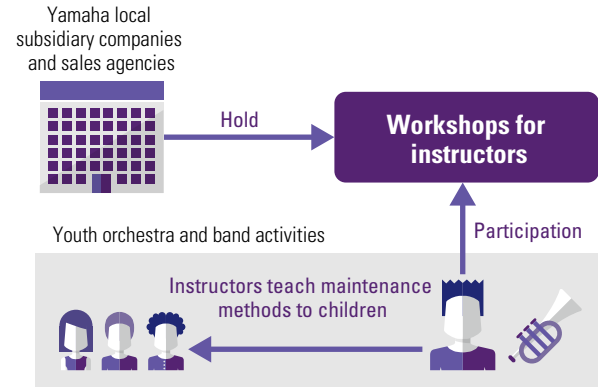 Yamaha local
subsidiary companies
and sales agencies
Hold
Workshops for
instructors
Participation
Youth orchestra and band activities
Instructors teach maintenance
methods to children